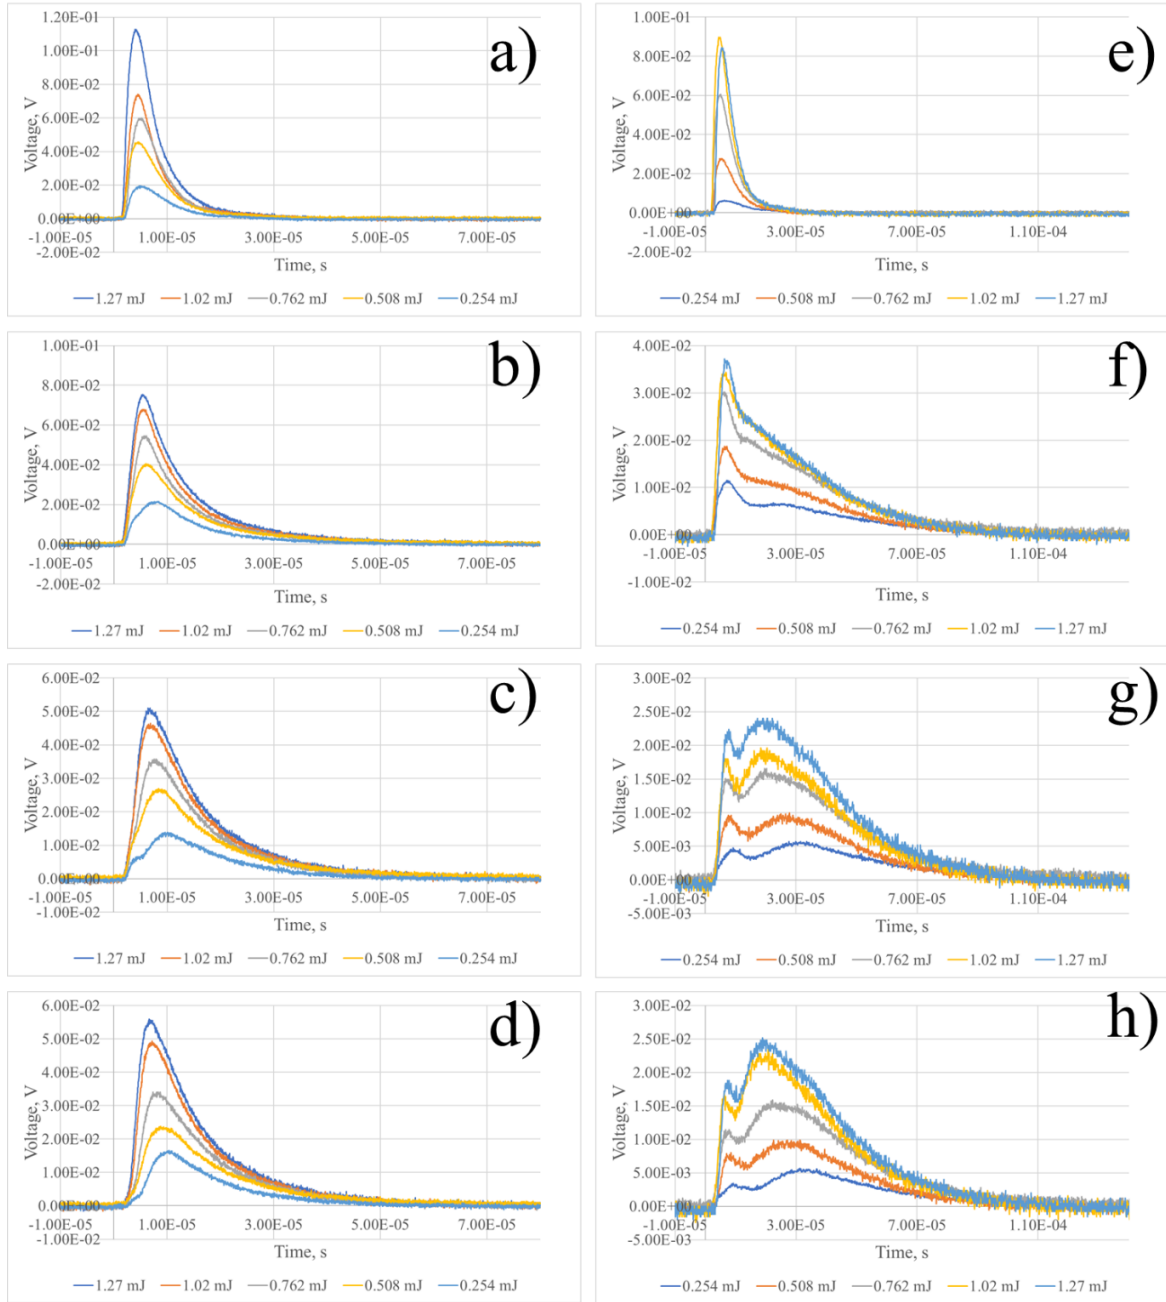 a)
1.20E-01
1.00E-01
8.00E-02
6.00E-02
4.00E-02
2.00E-02
0.00E+00
-2.00E-02
Voltage, V
-1.00E-05 1.00E-05 3.00E-05 5.00E-05 7.00E-05
Time, s
1.27 mJ 1.02 mJ 0.762 mJ 0.508 mJ 0.254 mJ
e)
1.00E-01
8.00E-02
6.00E-02
4.00E-02
2.00E-02
0.00E+00
-2.00E-02
Voltage, V
-1.00E-05 3.00E-05 7.00E-05 1.10E-04
Time, s
0.254 mJ 0.508 mJ 0.762 mJ 1.02 mJ 1.27 mJ
b)
1.00E-01
8.00E-02
6.00E-02
4.00E-02
2.00E-02
0.00E+00
-2.00E-02
Voltage, V
-1.00E-05 1.00E-05 3.00E-05 5.00E-05 7.00E-05
Time, s
1.27 mJ 1.02 mJ 0.762 mJ 0.508 mJ 0.254 mJ
f)
4.00E-02
3.00E-02
2.00E-02
1.00E-02
0.00E+00
-1.00E-02
Voltage, V
-1.00E-05 3.00E-05 7.00E-05 1.10E-04
Time, s
0.254 mJ 0.508 mJ 0.762 mJ 1.02 mJ 1.27 mJ
c)
6.00E-02
5.00E-02
4.00E-02
3.00E-02
2.00E-02
1.00E-02
0.00E+00
-1.00E-02
Voltage, V
-1.00E-05 1.00E-05 3.00E-05 5.00E-05 7.00E-05
Time, s
1.27 mJ 1.02 mJ 0.762 mJ 0.508 mJ 0.254 mJ
g)
3.00E-02
2.50E-02
2.00E-02
1.50E-02
1.00E-02
5.00E-03
0.00E+00
-5.00E-03
Voltage, V
-1.00E-05 3.00E-05 7.00E-05 1.10E-04
Time, s
0.254 mJ 0.508 mJ 0.762 mJ 1.02 mJ 1.27 mJ
d)
6.00E-02
5.00E-02
4.00E-02
3.00E-02
2.00E-02
1.00E-02
0.00E+00
-1.00E-02
Voltage, V
-1.00E-05 1.00E-05 3.00E-05 5.00E-05 7.00E-05
Time, s
1.27 mJ 1.02 mJ 0.762 mJ 0.508 mJ 0.254 mJ
h)
3.00E-02
2.50E-02
2.00E-02
1.50E-02
1.00E-02
5.00E-03
0.00E+00
-5.00E-03
Voltage, V
-1.00E-05 3.00E-05 7.00E-05 1.10E-04
Time, s
0.254 mJ 0.508 mJ 0.762 mJ 1.02 mJ 1.27 mJ